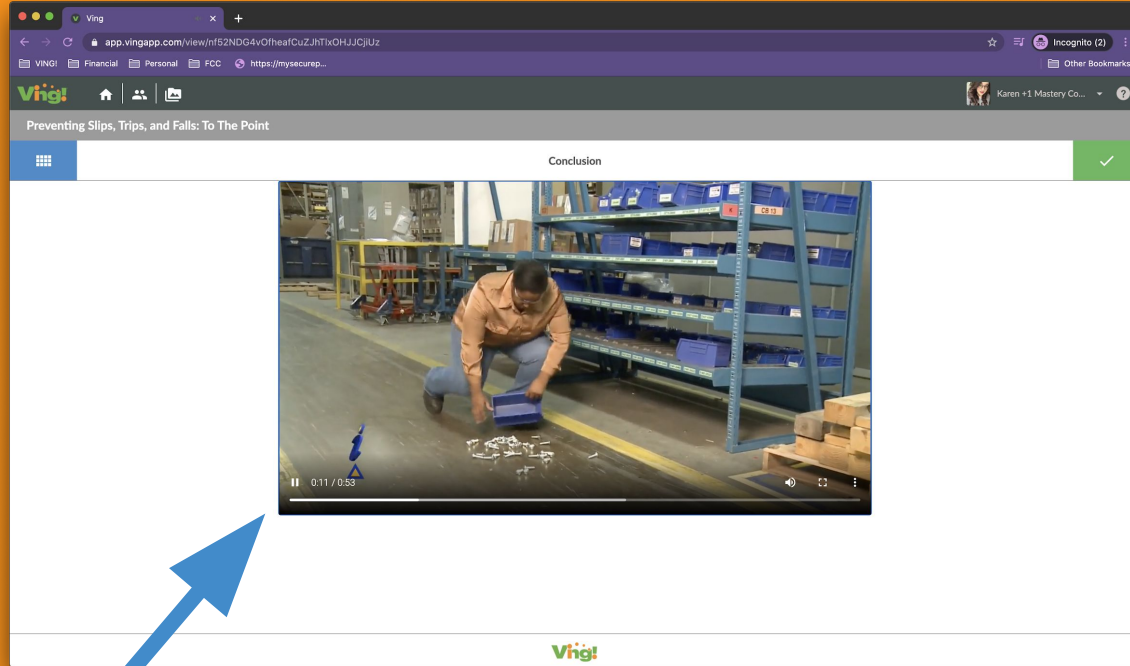 Ving
app.vingapp.com/view/nf52NDG4vOfheafCuZJhTlxOHJJCjiUz
Incognito (2)
VING!
Financial
Personal
FCC
https://mysecurep...
Other Bookmarks
Ving!
Karen +1 Mastery Co...
?
Preventing Slips, Trips, and Falls: To The Point
Conclusion
K
CB 13
0:11 / 0:53
Ving!